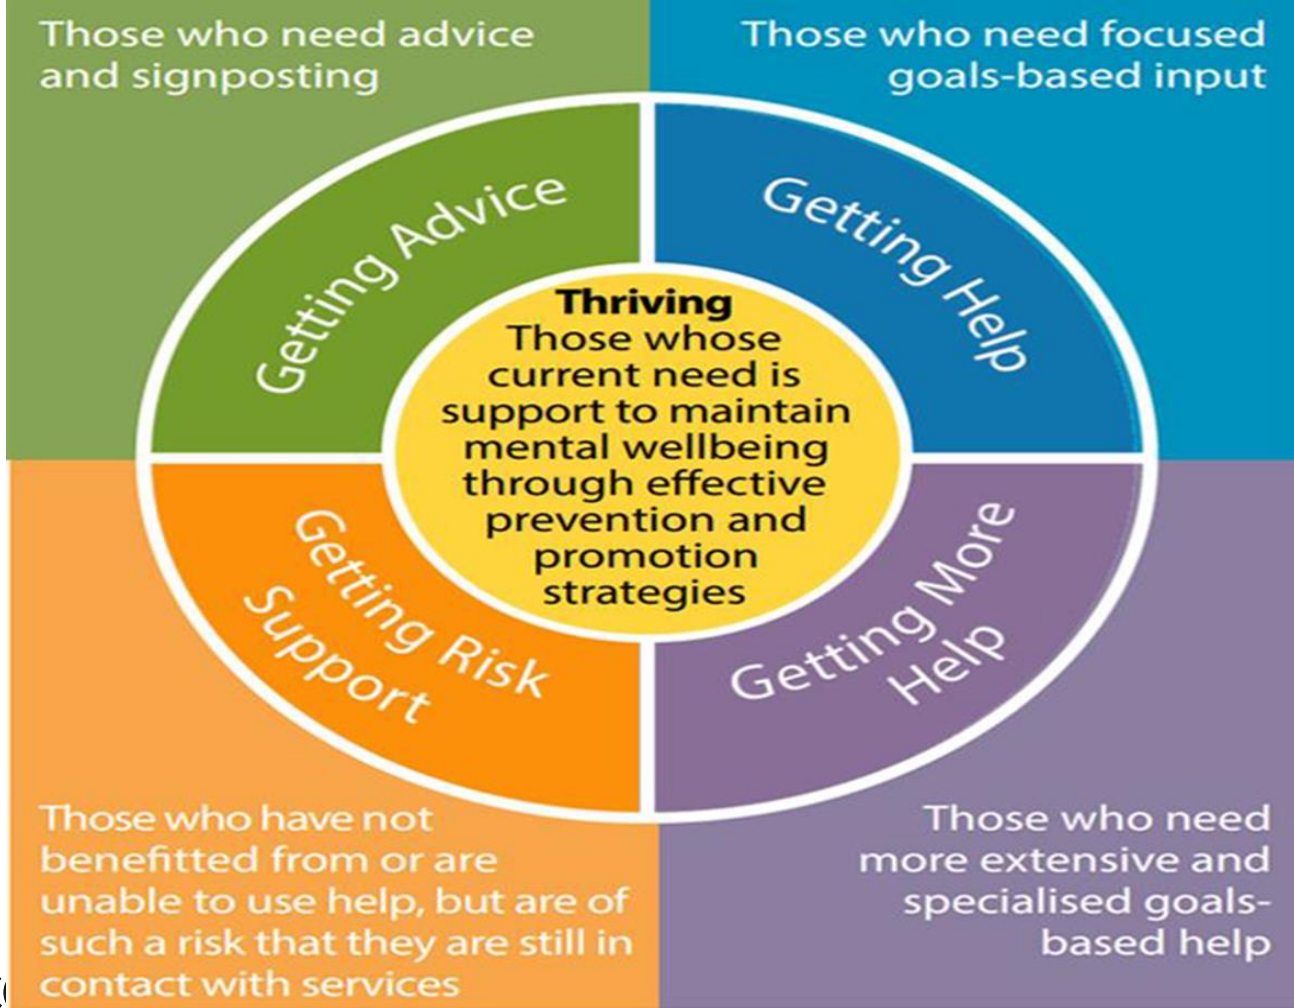 Those who need advice
and signposting
Those who need focused
goals-based input
Getting Advice
Getting Help
Thriving
Those whose
current need is
support to maintain
mental wellbeing
through effective
prevention and
promotion
strategies
Getting Risk
Support
Getting More
Help
Those who have not
benefitted from or are
unable to use help, but are of
such a risk that they are still in
contact with services
Those who need
more extensive and
specialised goals-
based help